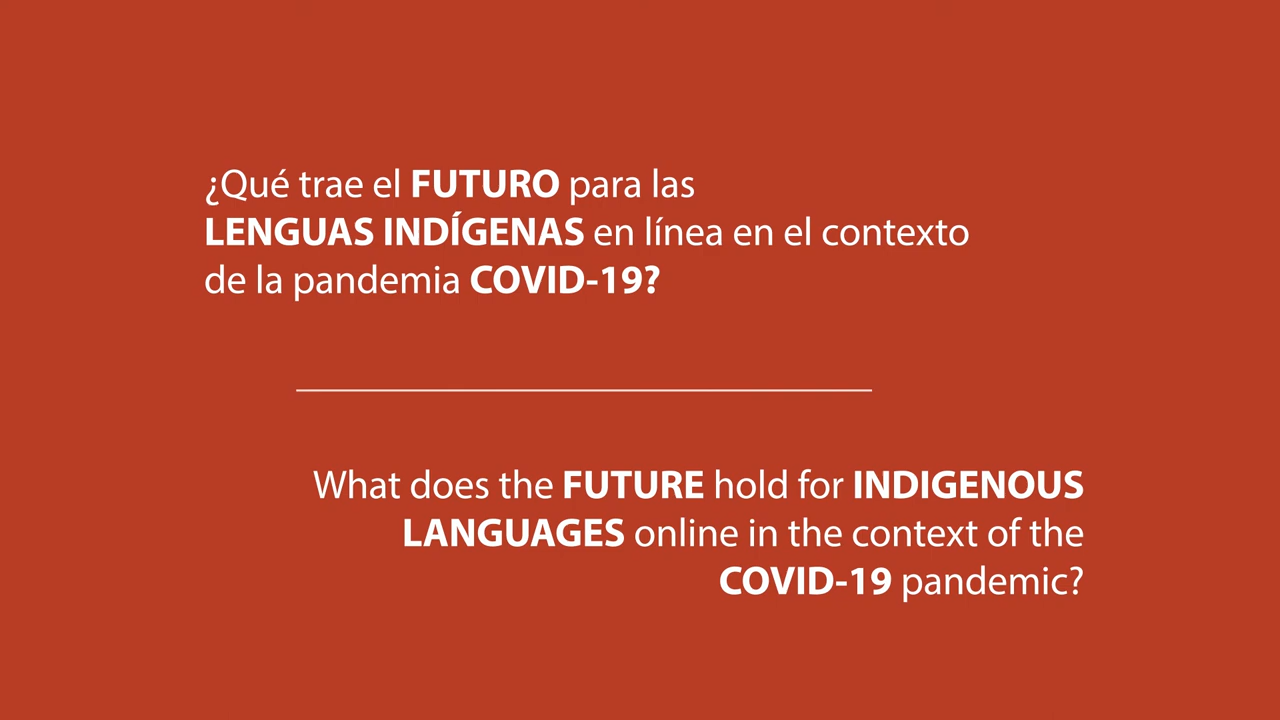 ¿Qué trae el FUTURO para las
LENGUAS INDÍGENAS en línea en el contexto
de la pandemia COVID-19?
What does the FUTURE hold for INDIGENOUS
LANGUAGES online in the context of the
COVID-19 pandemic?